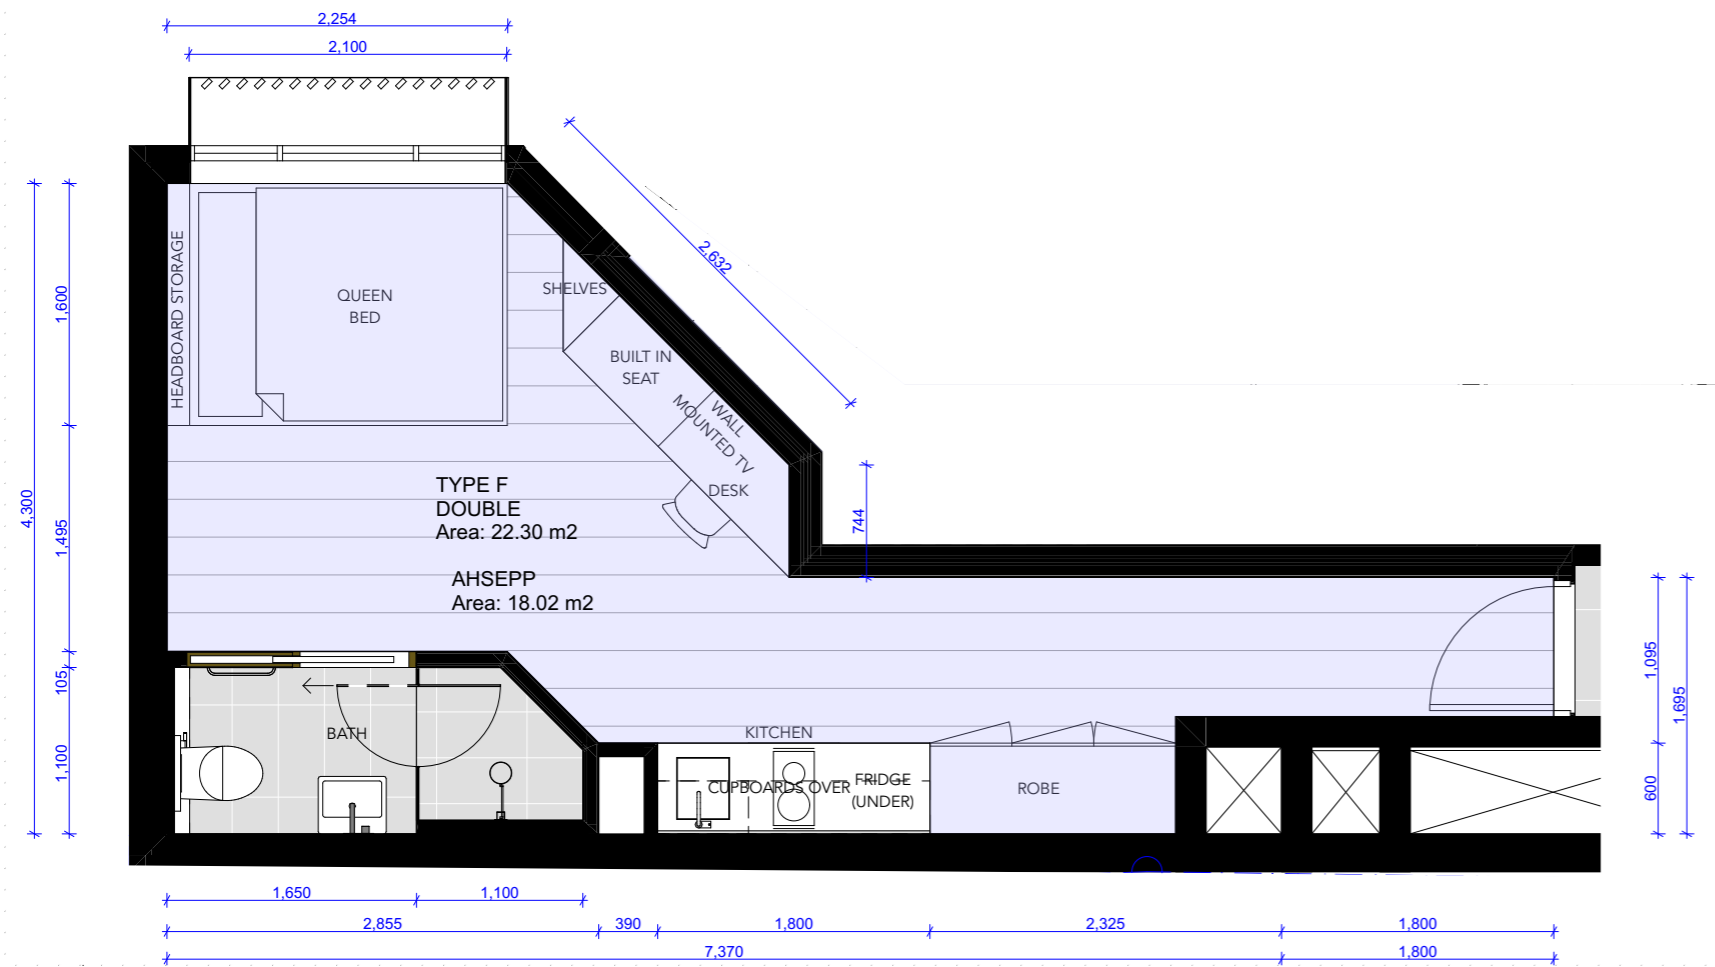 2,254
2,100
2,632
HEADBOARD STORAGE
QUEEN
BED
SHELVES
BUILT IN
SEAT
WALL
MOUNTED TV
DESK
1,600
4,300
1,495
744
TYPE F
DOUBLE
Area: 22.30 m2
AHSEPP
Area: 18.02 m2
105
1,100
1,095
1,695
600
BATH
KITCHEN
CUPBOARDS OVER
FRIDGE
(UNDER)
ROBE
1,650
1,100
2,855
390
1,800
2,325
1,800
7,370
1,800